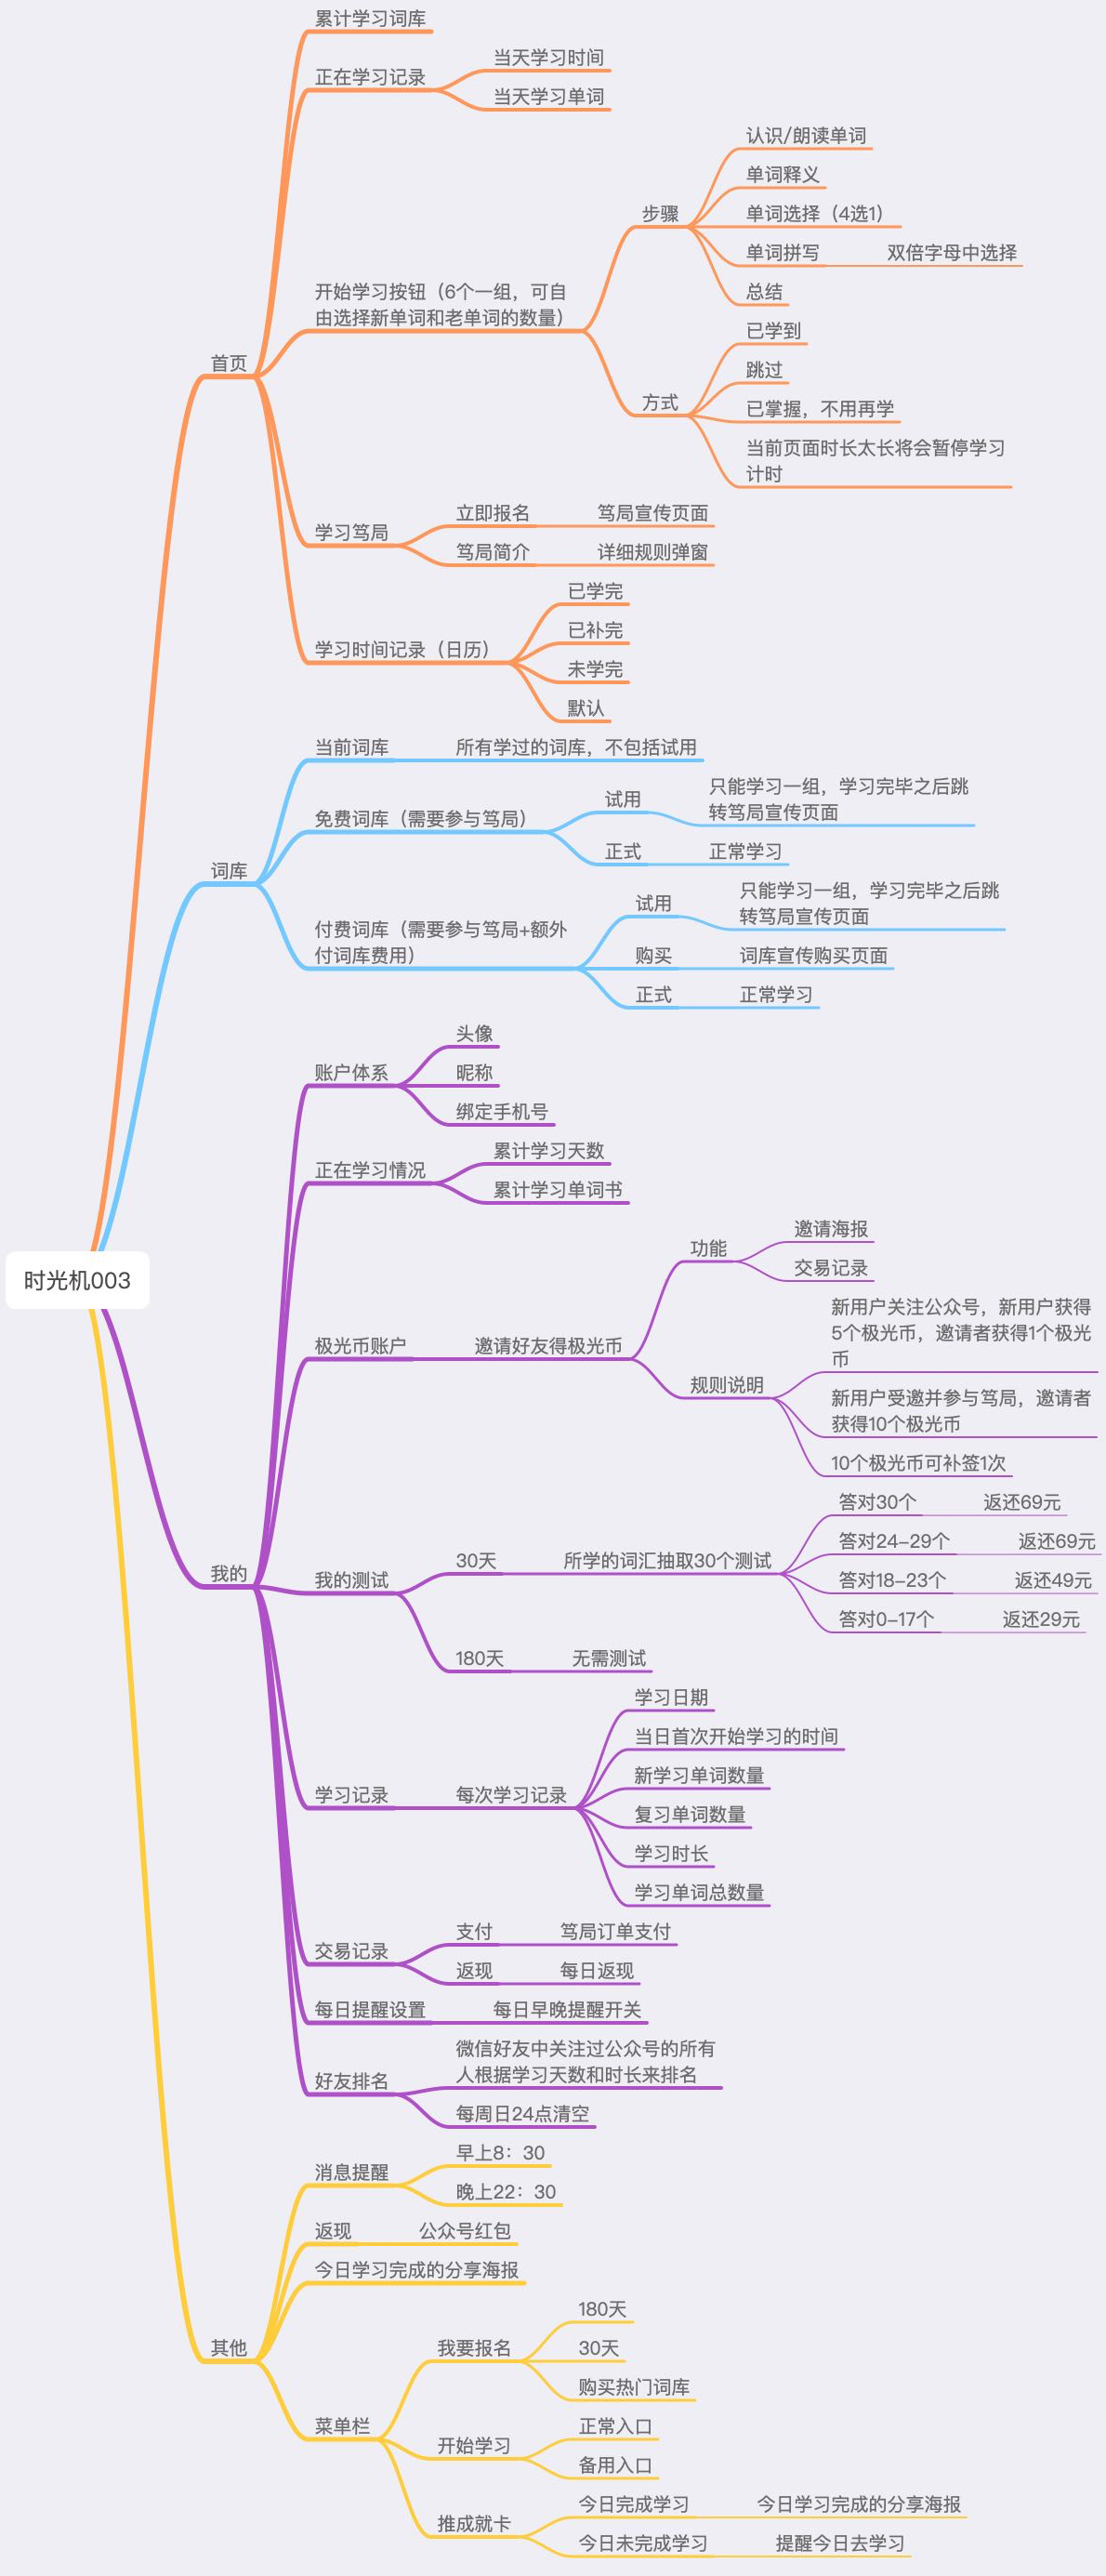 累计学习词库
当天学习时间
正在学习记录
当天学习单词
认识/朗读单词
单词释义
步骤
单词选择（4选1）
单词拼写
双倍字母中选择
总结
开始学习按钮（6个一组，可自
由选择新单词和老单词的数量）
已学到
首页
跳过
方式
已掌握，不用再学
当前页面时长太长将会暂停学习
计时
立即报名
笃局宣传页面
学习笃局
笃局简介
详细规则弹窗
已学完
已补完
学习时间记录（日历）
未学完
默认
当前词库
所有学过的词库，不包括试用
只能学习一组，学习完毕之后跳
转笃局宣传页面
试用
免费词库（需要参与笃局）
正式
正常学习
词库
只能学习一组，学习完毕之后跳
转笃局宣传页面
试用
付费词库（需要参与笃局+额外
付词库费用）
购买
词库宣传购买页面
正式
正常学习
头像
账户体系
昵称
绑定手机号
累计学习天数
正在学习情况
累计学习单词书
邀请海报
功能
交易记录
时光机003
新用户关注公众号，新用户获得
5个极光币，邀请者获得1个极光
币
极光币账户
邀请好友得极光币
规则说明
新用户受邀并参与笃局，邀请者
获得10个极光币
10个极光币可补签1次
答对30个
返还69元
答对24–29个
返还69元
30天
所学的词汇抽取30个测试
我的
我的测试
答对18–23个
返还49元
答对0–17个
返还29元
180天
无需测试
学习日期
当日首次开始学习的时间
新学习单词数量
学习记录
每次学习记录
复习单词数量
学习时长
学习单词总数量
支付
笃局订单支付
交易记录
返现
每日返现
每日提醒设置
每日早晚提醒开关
微信好友中关注过公众号的所有
人根据学习天数和时长来排名
好友排名
每周日24点清空
早上8：30
消息提醒
晚上22：30
返现
公众号红包
今日学习完成的分享海报
180天
其他
我要报名
30天
购买热门词库
菜单栏
正常入口
开始学习
备用入口
今日完成学习
今日学习完成的分享海报
推成就卡
今日未完成学习
提醒今日去学习